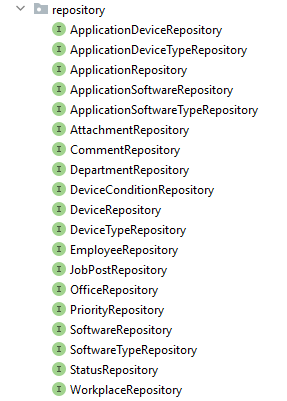 repository
I ApplicationDeviceRepository
I ApplicationDeviceTypeRepository
I ApplicationRepository
I ApplicationSoftwareRepository
I ApplicationSoftwareTypeRepository
I AttachmentRepository
I CommentRepository
I DepartmentRepository
I DeviceConditionRepository
I DeviceRepository
I DeviceTypeRepository
I EmployeeRepository
I JobPostRepository
I OfficeRepository
I PriorityRepository
I SoftwareRepository
I SoftwareTypeRepository
I StatusRepository
I WorkplaceRepository